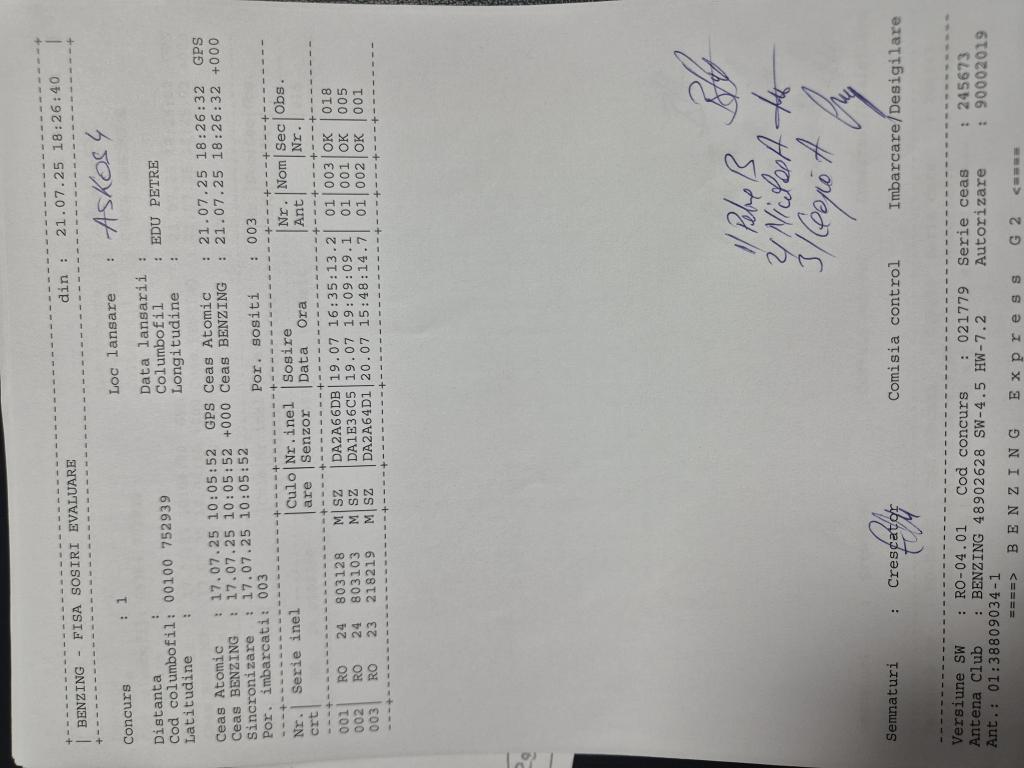 +-----------------------------------------------------------------------------+
| BENZING - FISA SOSIRI EVALUARE din : 21.07.25 18:26:40 |
+-----------------------------------------------------------------------------+
Concurs : 1 Loc lansare : ASKOS 4
Distanta : Data lansarii :
Cod columbofil: 00100 752939 Columbofil : EDU PETRE
Latitudine : Longitudine :
Ceas Atomic : 17.07.25 10:05:52 GPS Ceas Atomic : 21.07.25 18:26:32 GPS
Ceas BENZING : 17.07.25 10:05:52 +000 Ceas BENZING : 21.07.25 18:26:32 +000
Sincronizare : 17.07.25 10:05:52
Por. imbarcati: 003 Por. sositi : 003
Nr.| Serie inel |Culo|Nr.inel |Sosire |Nr. |Nom|Sec|Obs.
crt| |are |Senzor |Data Ora |Ant | |Nr.|
001| RO 24 803128 M|SZ |DA2A66DB|19.07 16:35:13.2 01|003|OK |018
002 RO 24 803103 M|SZ |DA1E36C5|19.07 19:09:09.1 01|001|OK |005
003 RO 23 218219 M|SZ |DA2A64D1|20.07 15:48:14.7 01|002|OK |001
1/ Petre B
2/ Nicolae A
3/
Semnaturi : Crescator Comisia control Imbarcare/Desigilare
Versiune SW : RO-04.01 Cod concurs : 021779 Serie ceas : 245673
Antena Club : BENZING 48902628 SW-4.5 HW-7.2 Autorizare : 90002019
Ant.: 01:38809034-1
====> B E N Z I N G E x p r e s s G 2 <====